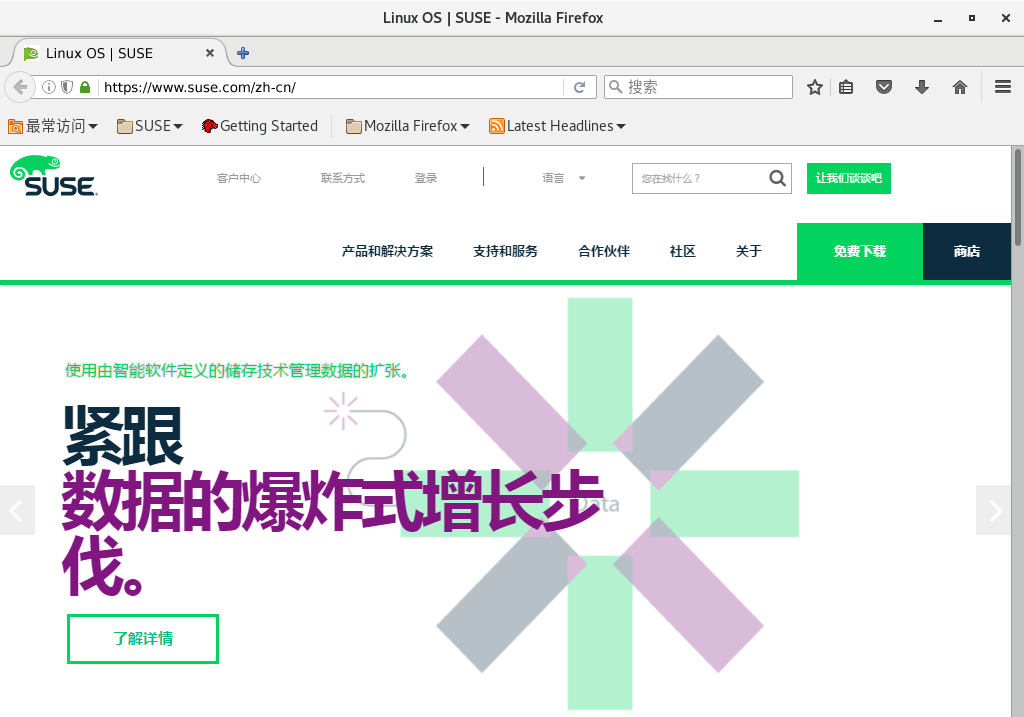 Linux OS | SUSE - Mozilla Firefox
Linux OS | SUSE
https://www.suse.com/zh-cn/
搜索
最常访问 SUSE Getting Started Mozilla Firefox Latest Headlines
SUSE
客户中心 联系方式 登录 语言 您在找什么？ 让我们谈谈吧
产品和解决方案 支持和服务 合作伙伴 社区 关于 免费下载 商店
使用由智能软件定义的储存技术管理数据的扩张。
紧跟
数据的爆炸式增长步
伐。
Data
了解详情